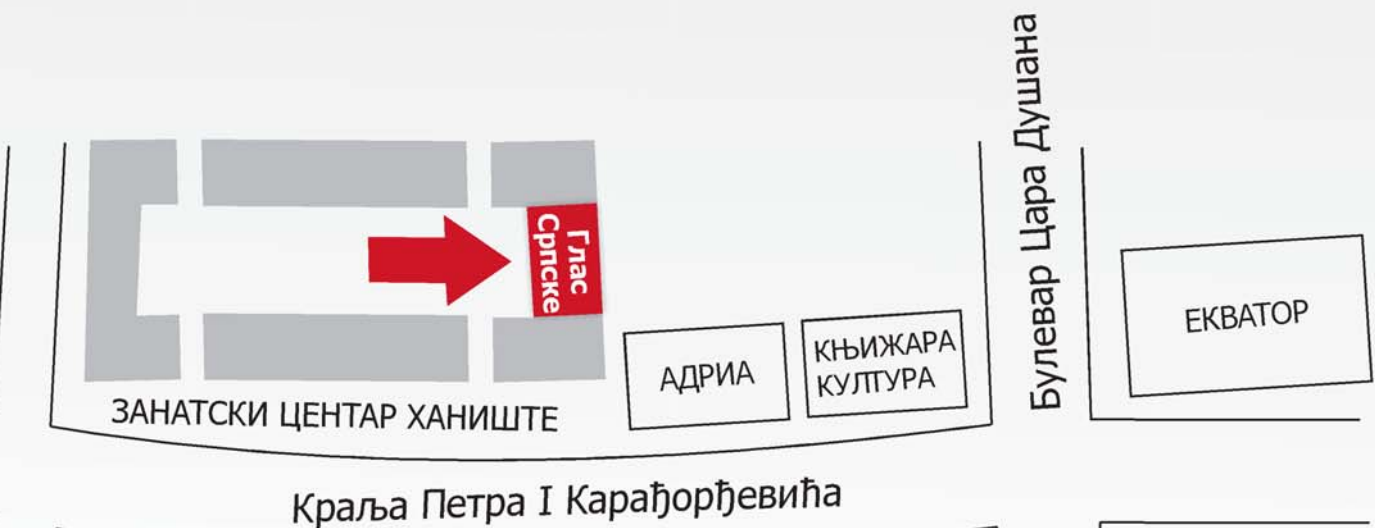 Булевар Цара Душана
Глас
Српске
ЕКВАТОР
КЊИЖАРА
КУЛТУРА
АДРИА
ЗАНАТСКИ ЦЕНТАР ХАНИШТЕ
Краља Петра I Карађорђевића